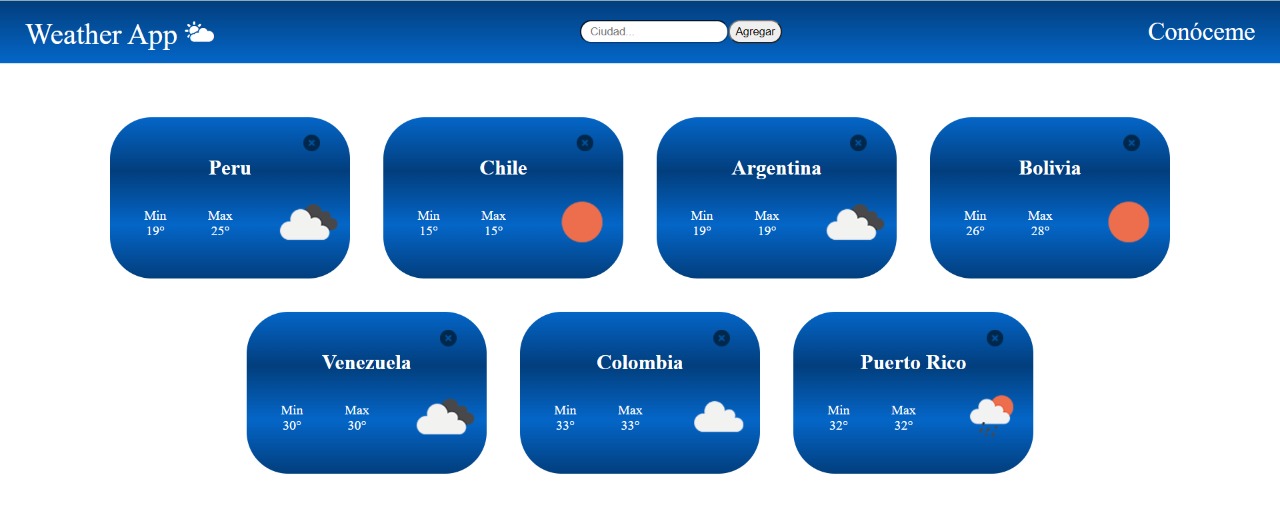 Weather App
Ciudad...
Agregar
Conóceme
Peru
Min Max
19° 25°
Chile
Min Max
15° 15°
Argentina
Min Max
19° 19°
Bolivia
Min Max
26° 28°
Venezuela
Min Max
30° 30°
Colombia
Min Max
33° 33°
Puerto Rico
Min Max
32° 32°